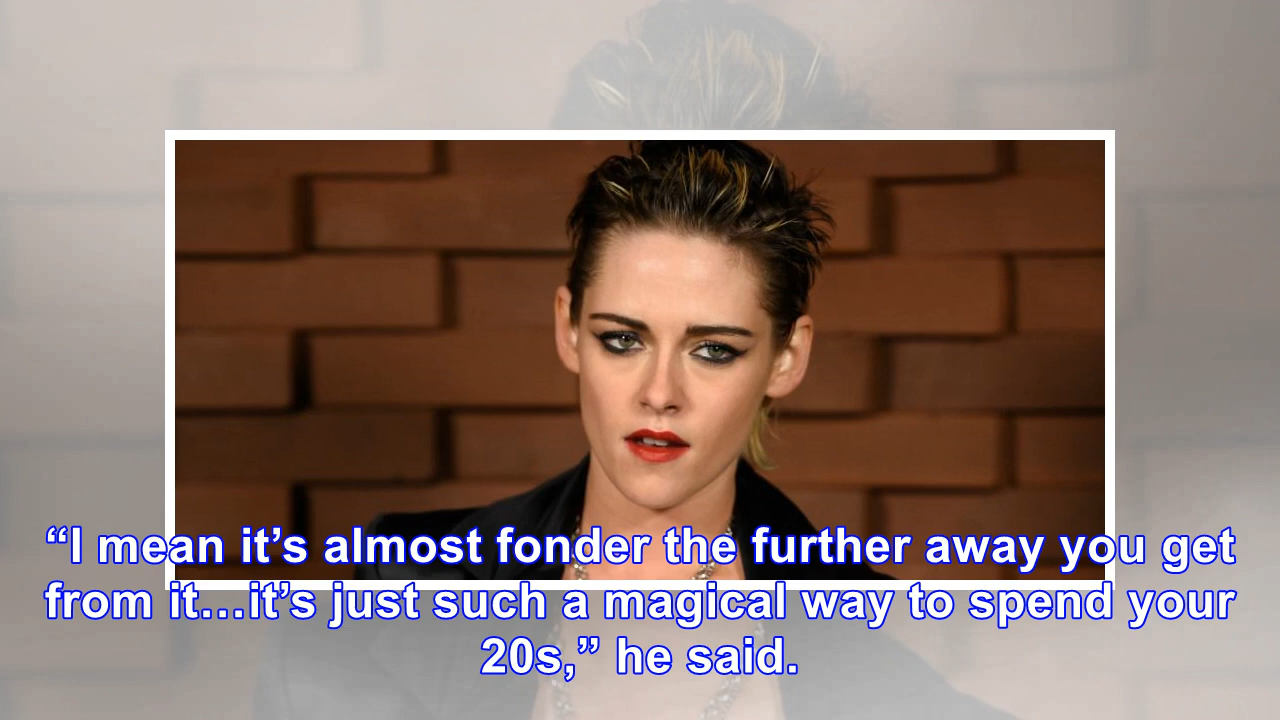 “I mean it’s almost fonder the further away you get
from it…it’s just such a magical way to spend your
20s,” he said.